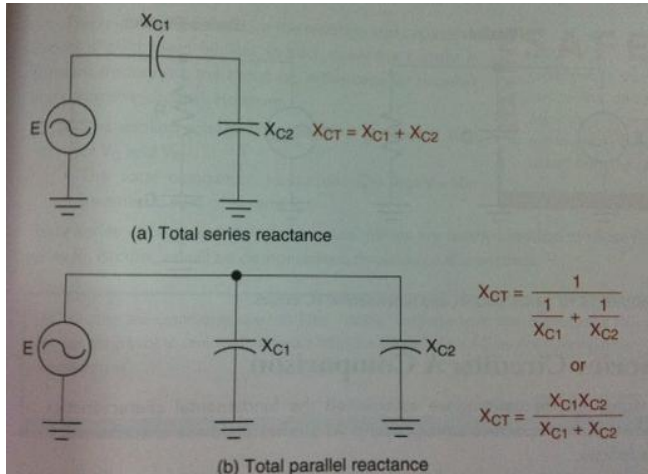 XC1
E
XC2 XCT = XC1 + XC2
(a) Total series reactance
E
XC1
XC2
XCT = 1 / (1/XC1 + 1/XC2)
or
XCT = XC1XC2 / (XC1 + XC2)
(b) Total parallel reactance